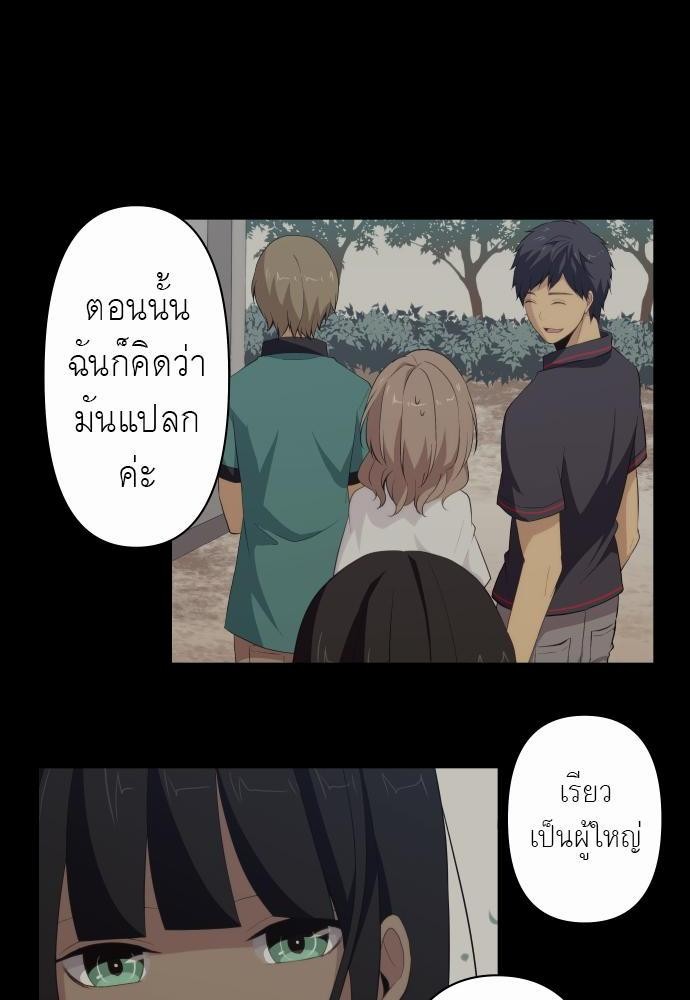 ตอนนั้น
ฉันก็คิดว่า
มันแปลก
ค่ะ
เรียว
เป็นผู้ใหญ่